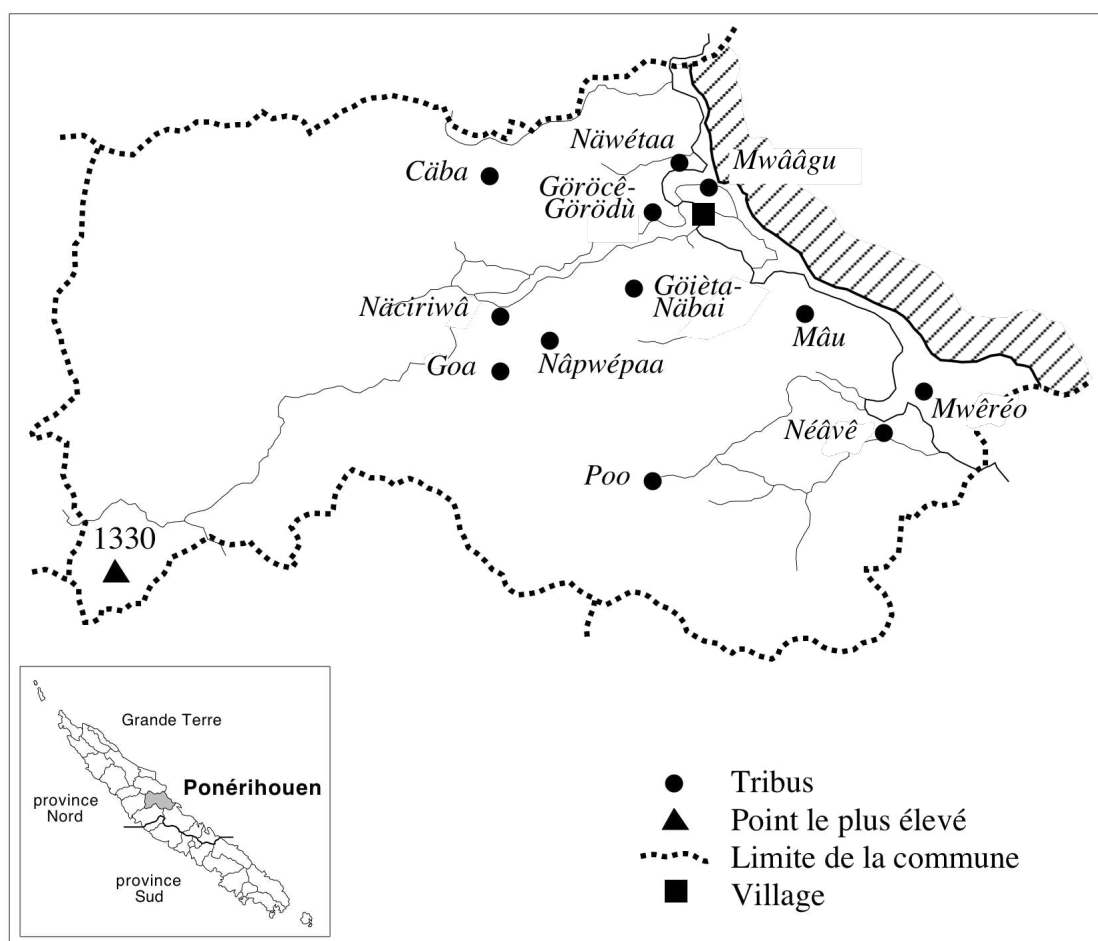 Näwétaa
Mwââgu
Cäba
Göröcê-
Görödù
Göièta-
Näbai
Näcíriwâ
Mâu
Goa
Nâpwépaa
Mwêréo
Néâvê
Poo
1330
Grande Terre
Ponérihouen
province
Nord
province
Sud
Tribus
Point le plus élevé
Limite de la commune
Village